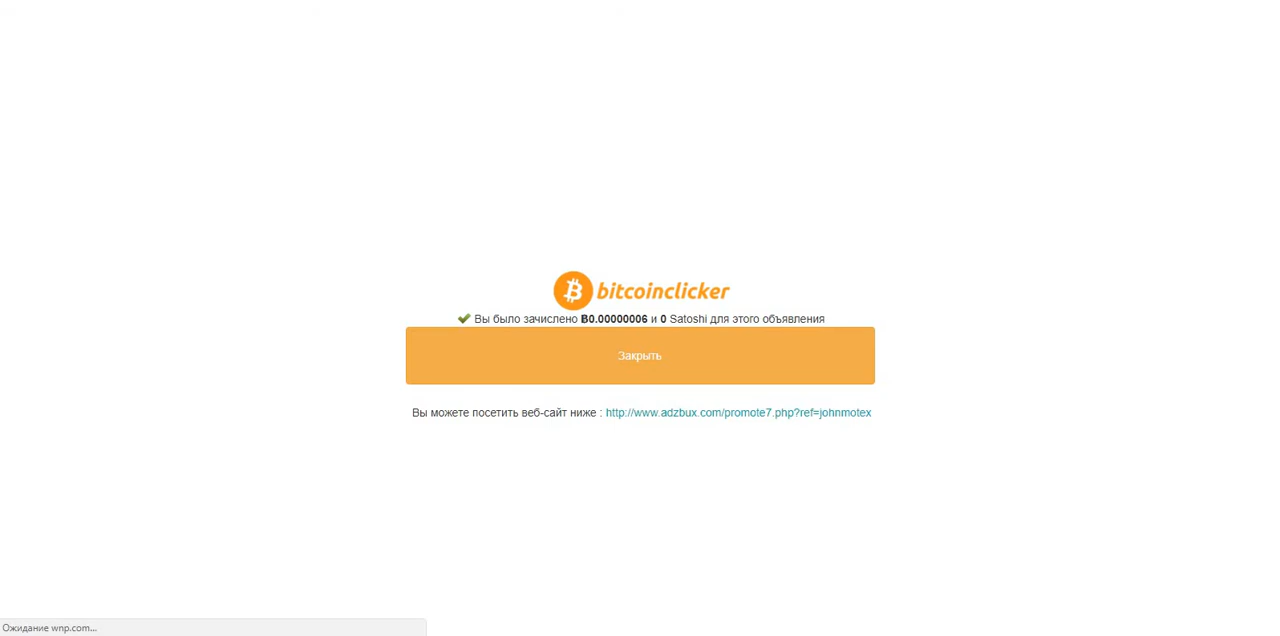 bitcoinclicker
Вы было зачислено Ƀ0.00000006 и 0 Satoshi для этого объявления
Закрыть
Вы можете посетить веб-сайт ниже : http://www.adzbux.com/promote7.php?ref=johnmotex
Ожидание wnp.com...